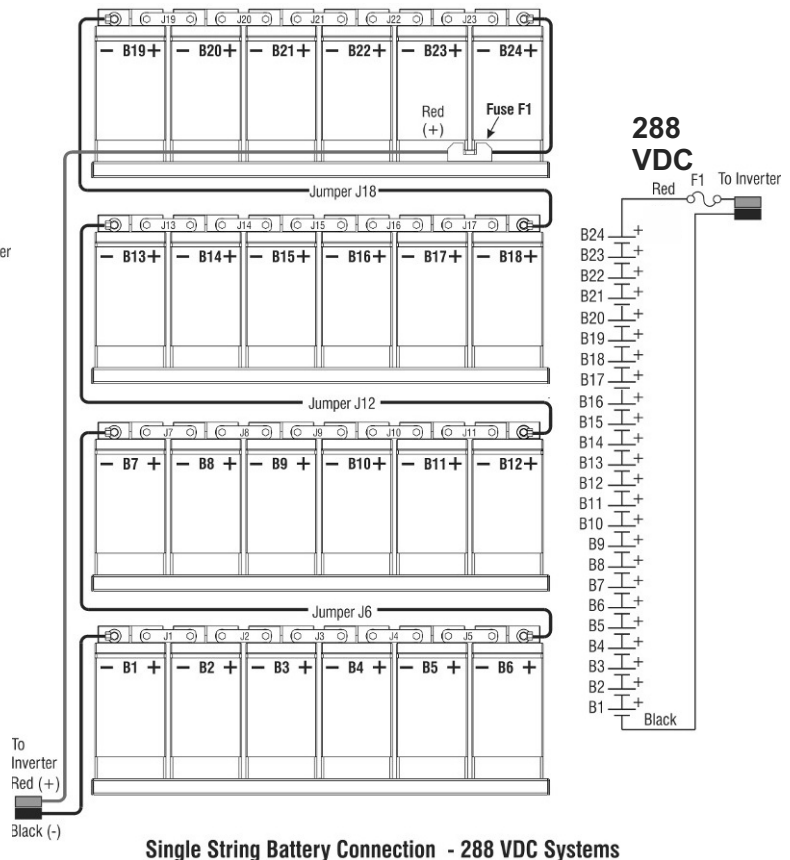 J19 J20 J21 J22 J23
− B19+ − B20+ − B21+ − B22+ − B23+ − B24+
Red
(+)
Fuse F1
Jumper J18
J13 J14 J15 J16 J17
− B13+ − B14+ − B15+ − B16+ − B17+ − B18+
Jumper J12
J7 J8 J9 J10 J11
− B7 + − B8 + − B9 + − B10+ − B11+ − B12+
Jumper J6
J1 J2 J3 J4 J5
− B1 + − B2 + − B3 + − B4 + − B5 + − B6 +
er
To
Inverter
Red (+)
Black (-)
288
VDC
Red F1 To Inverter
B24 +
B23 +
B22 +
B21 +
B20 +
B19 +
B18 +
B17 +
B16 +
B15 +
B14 +
B13 +
B12 +
B11 +
B10 +
B9 +
B8 +
B7 +
B6 +
B5 +
B4 +
B3 +
B2 +
B1 +
Black
Single String Battery Connection - 288 VDC Systems